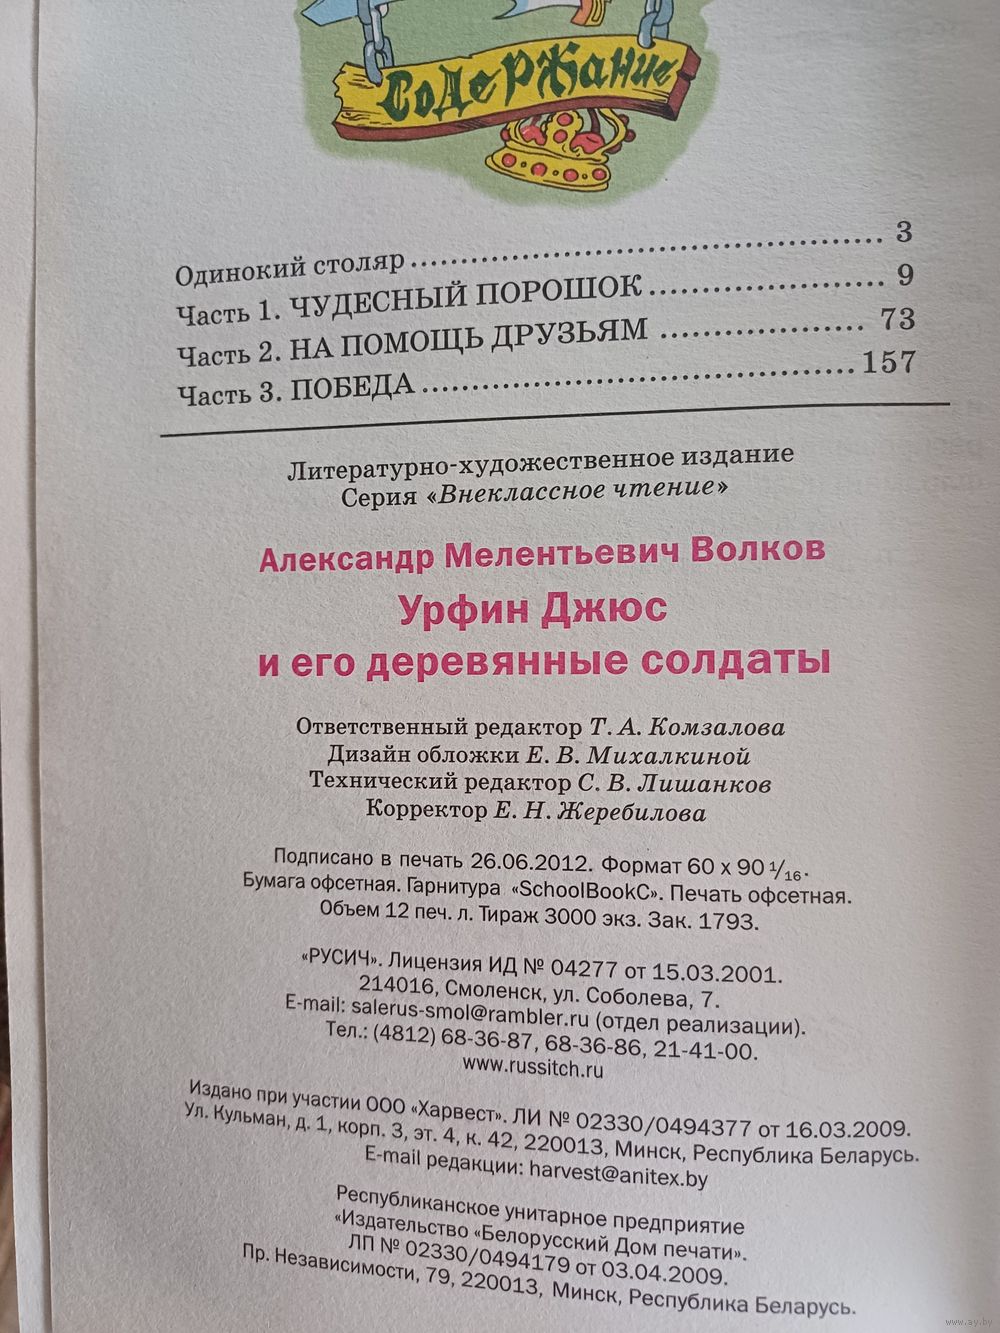 Содержание
Одинокий столяр ........................................... 3
Часть 1. ЧУДЕСНЫЙ ПОРОШОК ...................... 9
Часть 2. НА ПОМОЩЬ ДРУЗЬЯМ ................... 73
Часть 3. ПОБЕДА ........................................ 157
Литературно-художественное издание
Серия «Внеклассное чтение»
Александр Мелентьевич Волков
Урфин Джюс
и его деревянные солдаты
Ответственный редактор Т. А. Комзалова
Дизайн обложки Е. В. Михалкиной
Технический редактор С. В. Лишанков
Корректор Е. Н. Жеребилова
Подписано в печать 26.06.2012. Формат 60 x 90 1/16.
Бумага офсетная. Гарнитура «SchoolBookC». Печать офсетная.
Объем 12 печ. л. Тираж 3000 экз. Зак. 1793.
«РУСИЧ». Лицензия ИД № 04277 от 15.03.2001.
214016, Смоленск, ул. Соболева, 7.
E-mail: salerus-smol@rambler.ru (отдел реализации).
Тел.: (4812) 68-36-87, 68-36-86, 21-41-00.
www.russitch.ru
Издано при участии ООО «Харвест». ЛИ № 02330/0494377 от 16.03.2009.
Ул. Кульман, д. 1, корп. 3, эт. 4, к. 42, 220013, Минск, Республика Беларусь.
E-mail редакции: harvest@anitex.by
Республиканское унитарное предприятие
«Издательство «Белорусский Дом печати».
ЛП № 02330/0494179 от 03.04.2009.
Пр. Независимости, 79, 220013, Минск, Республика Беларусь.
www.ay.by